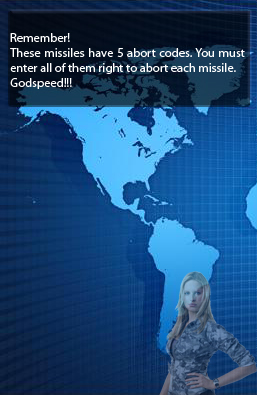 Remember!
These missiles have 5 abort codes. You must
enter all of them right to abort each missile.
Godspeed!!!